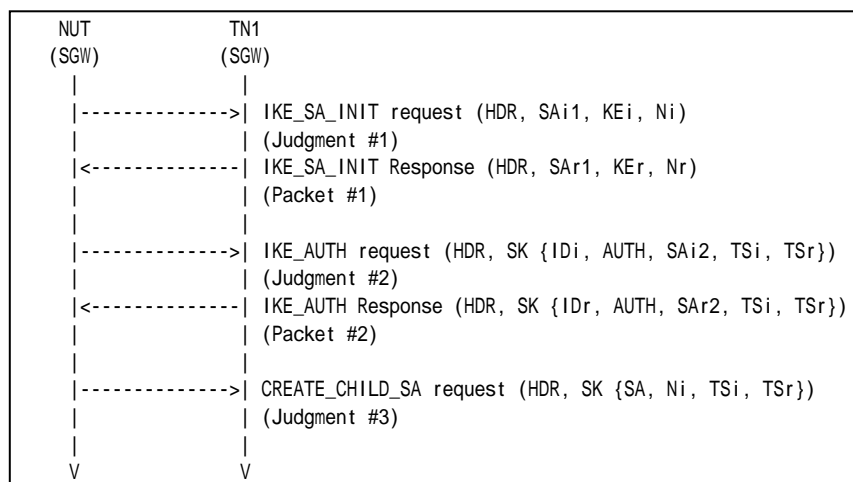 NUT TN1
(SGW) (SGW)
| |
|-------------->| IKE_SA_INIT request (HDR, SAi1, KEi, Ni)
| | (Judgment #1)
|<--------------| IKE_SA_INIT Response (HDR, SAr1, KEr, Nr)
| | (Packet #1)
| |
|-------------->| IKE_AUTH request (HDR, SK {IDi, AUTH, SAi2, TSi, TSr})
| | (Judgment #2)
|<--------------| IKE_AUTH Response (HDR, SK {IDr, AUTH, SAr2, TSi, TSr})
| | (Packet #2)
| |
|-------------->| CREATE_CHILD_SA request (HDR, SK {SA, Ni, TSi, TSr})
| | (Judgment #3)
| |
V V